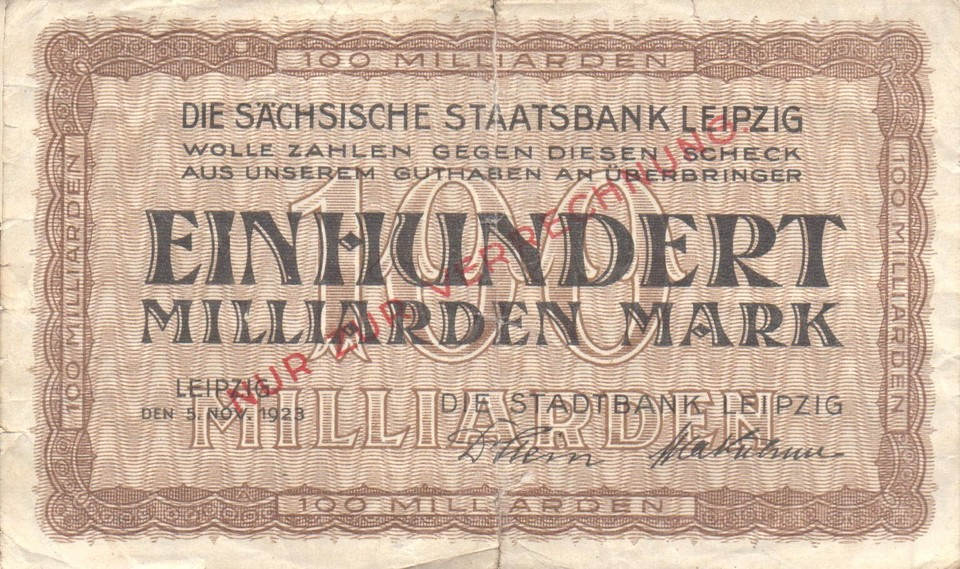 100 MILLIARDEN
DIE SÄCHSISCHE STAATSBANK LEIPZIG
WOLLE ZAHLEN GEGEN DIESEN SCHECK
AUS UNSEREM GUTHABEN AN ÜBERBRINGER
100
EINHUNDERT
MILLIARDEN MARK
NUR ZUR VERRECHNUNG.
LEIPZIG
DEN 5. NOV. 1923
DIE STADTBANK LEIPZIG
MILLIARDEN
100 MILLIARDEN
100 MILLIARDEN
100 MILLIARDEN